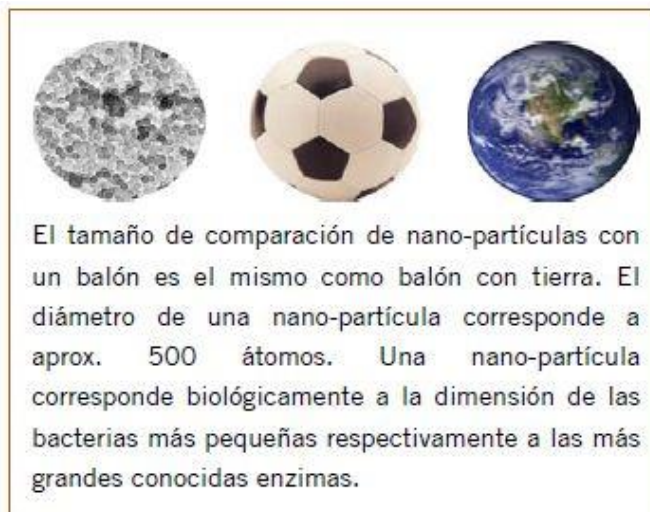 El tamaño de comparación de nano-partículas con
un balón es el mismo como balón con tierra. El
diámetro de una nano-partícula corresponde a
aprox. 500 átomos. Una nano-partícula
corresponde biológicamente a la dimensión de las
bacterias más pequeñas respectivamente a las más
grandes conocidas enzimas.